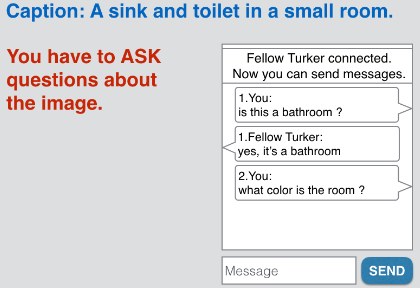 Caption: A sink and toilet in a small room.
You have to ASK
questions about
the image.
Fellow Turker connected.
Now you can send messages.
1.You:
is this a bathroom ?
1.Fellow Turker:
yes, it's a bathroom
2.You:
what color is the room ?
Message
SEND